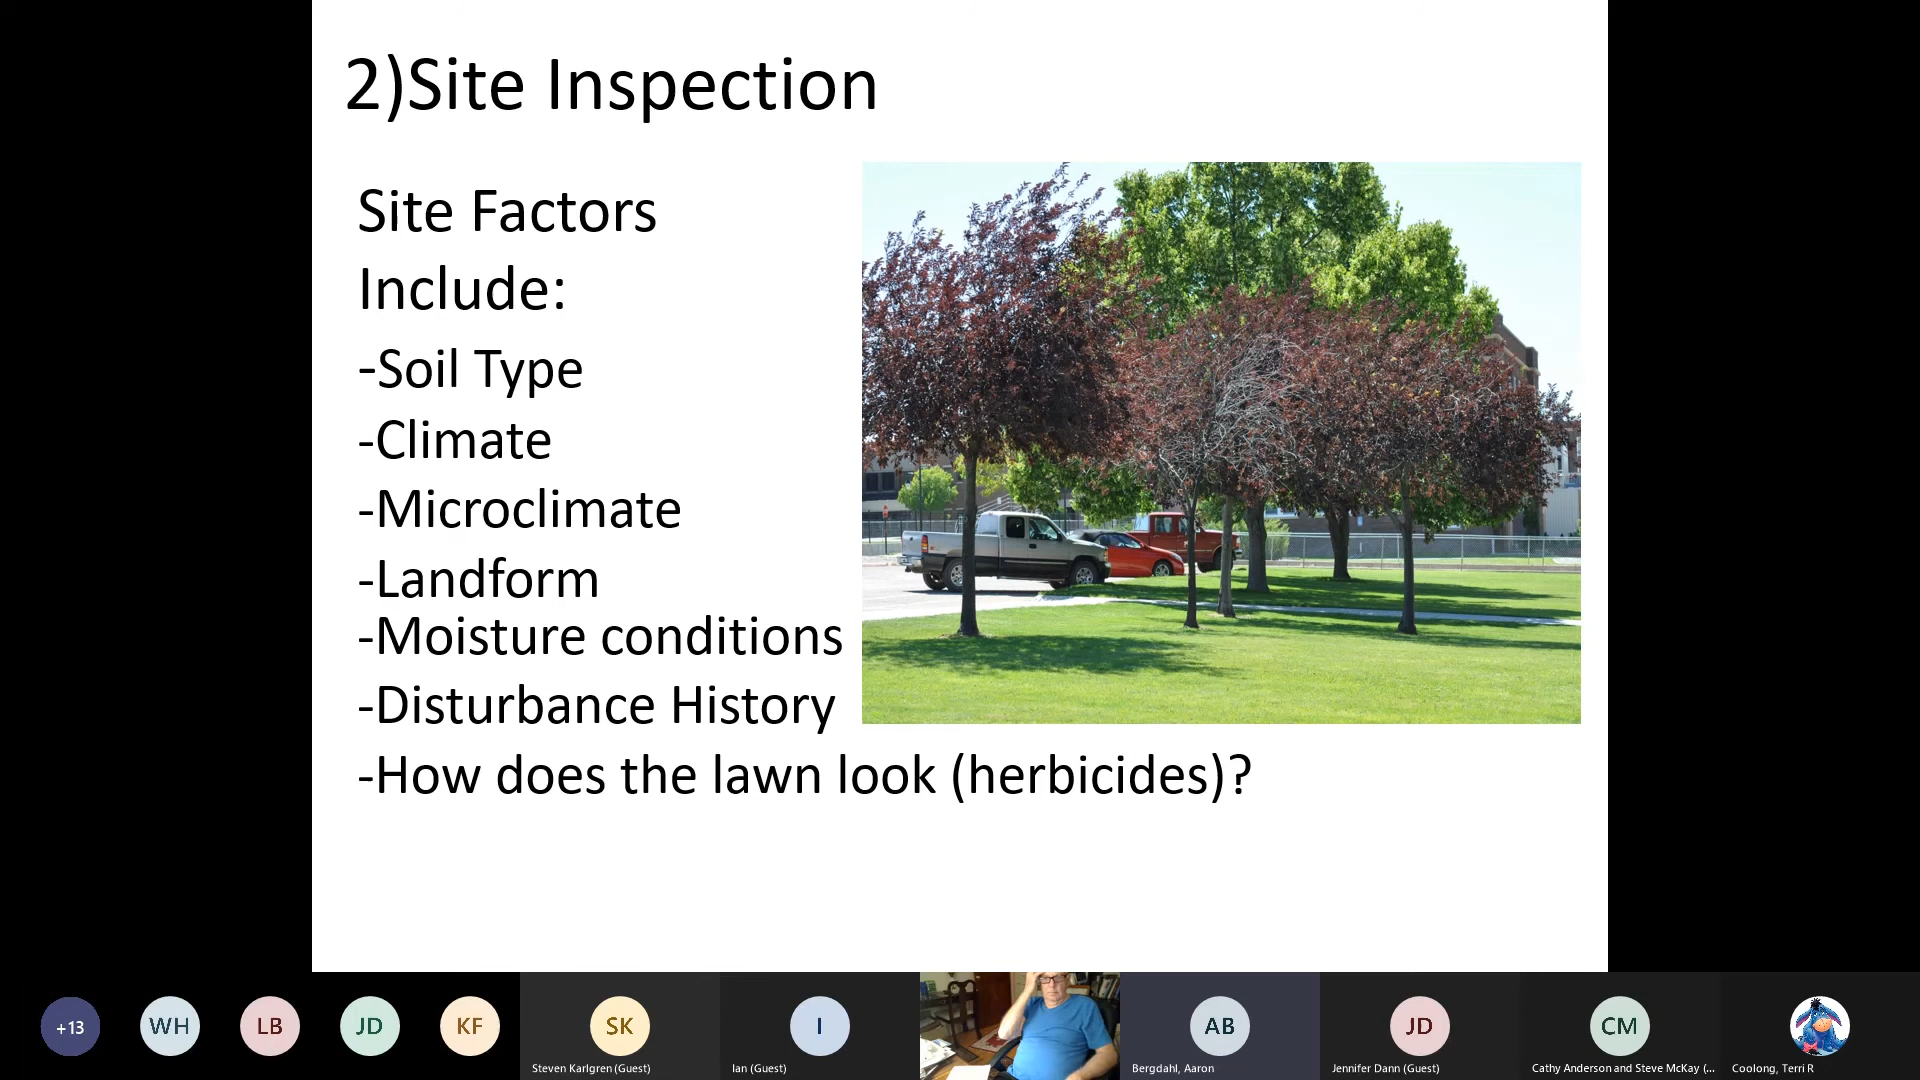 2)Site Inspection
Site Factors
Include:
-Soil Type
-Climate
-Microclimate
-Landform
-Moisture conditions
-Disturbance History
-How does the lawn look (herbicides)?
+13
WH
LB
JD
KF
SK
I
AB
JD
CM
Steven Karlgren (Guest)
Ian (Guest)
Bergdahl, Aaron
Jennifer Dann (Guest)
Cathy Anderson and Steve McKay (...
Coolong, Terri R